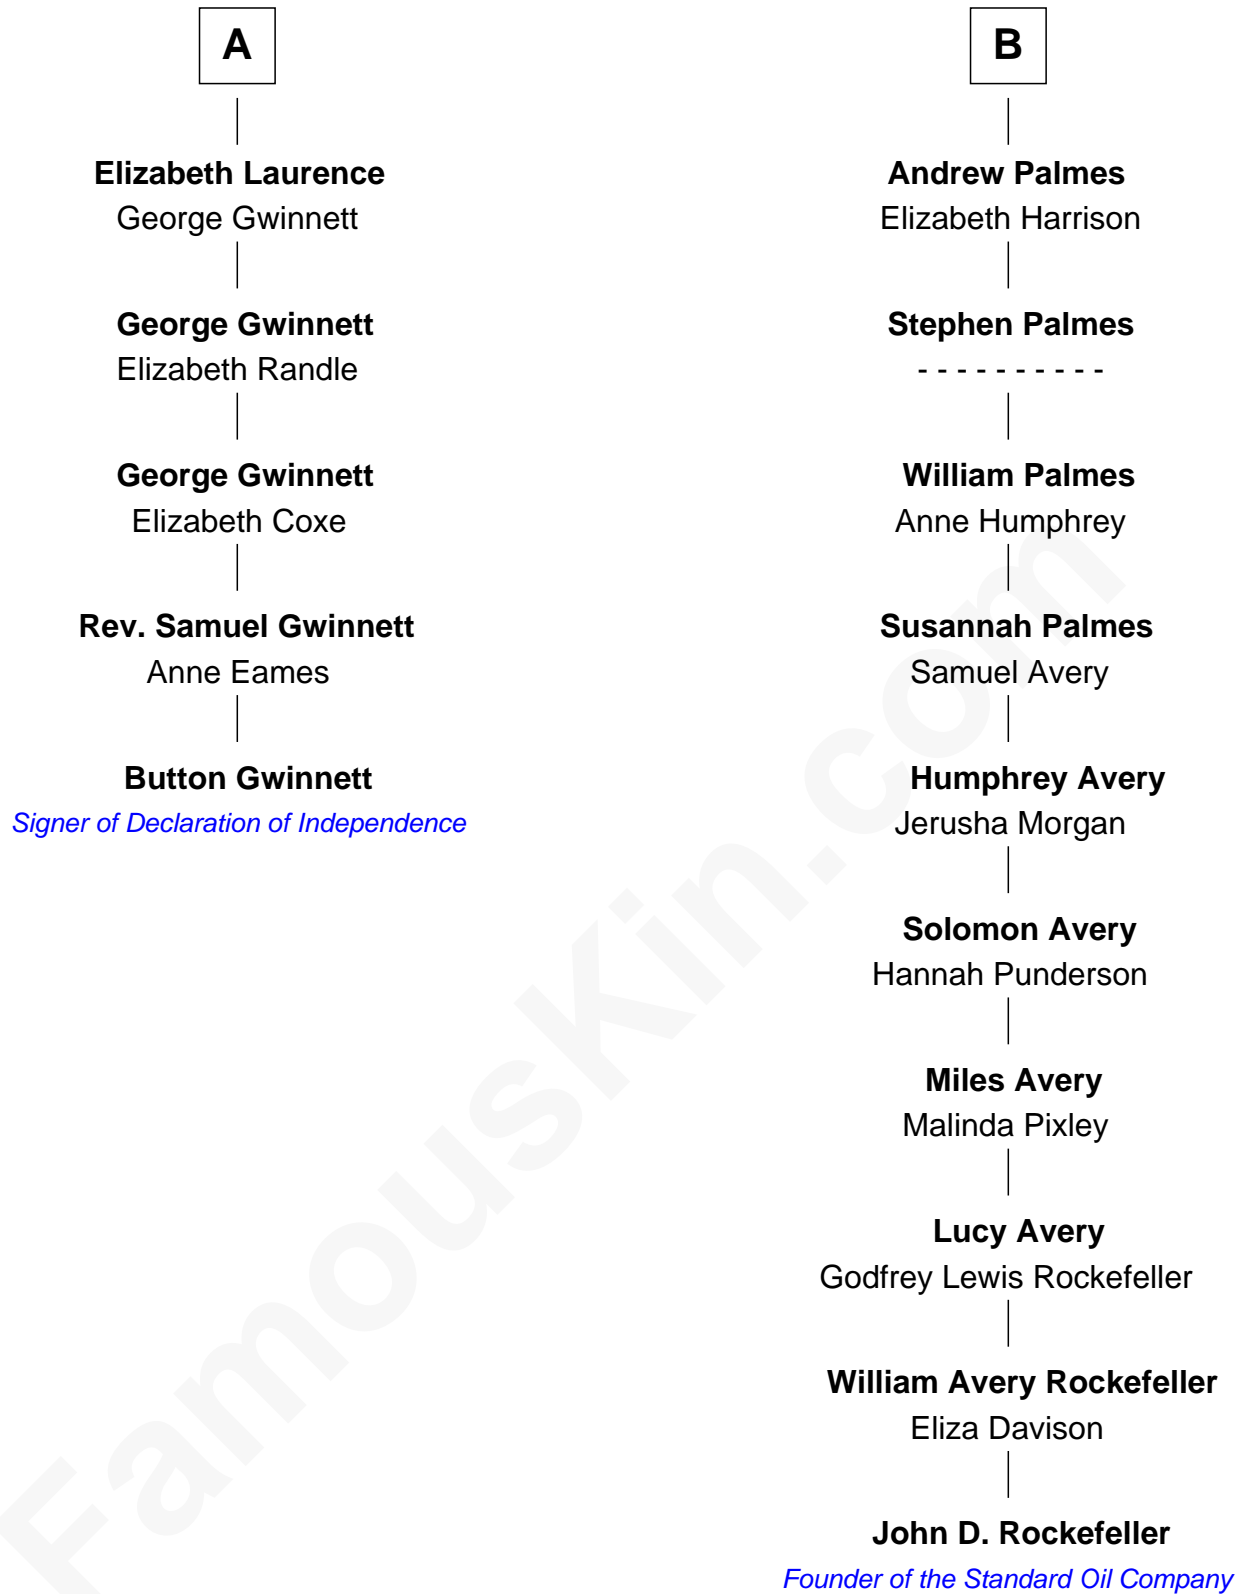 A
Elizabeth Laurence
George Gwinnett
George Gwinnett
Elizabeth Randle
George Gwinnett
Elizabeth Coxe
Rev. Samuel Gwinnett
Anne Eames
Button Gwinnett
Signer of Declaration of Independence
B
Andrew Palmes
Elizabeth Harrison
Stephen Palmes
- - - - - - - - - -
William Palmes
Anne Humphrey
Susannah Palmes
Samuel Avery
Humphrey Avery
Jerusha Morgan
Solomon Avery
Hannah Punderson
Miles Avery
Malinda Pixley
Lucy Avery
Godfrey Lewis Rockefeller
William Avery Rockefeller
Eliza Davison
John D. Rockefeller
Founder of the Standard Oil Company
FamousKin.com